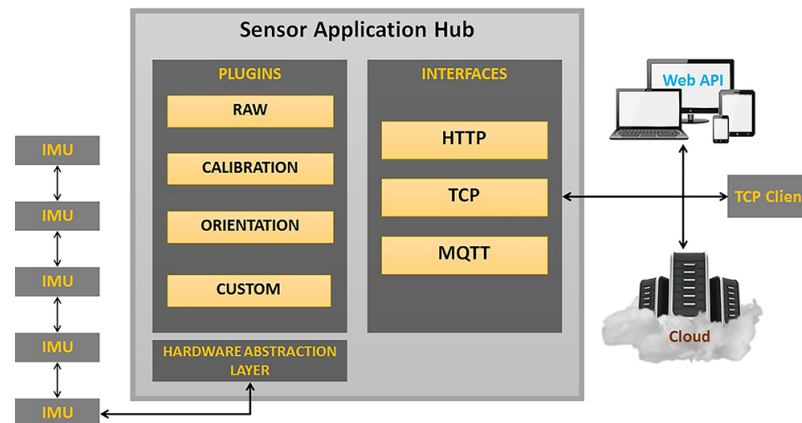 Sensor Application Hub
PLUGINS
RAW
CALIBRATION
ORIENTATION
CUSTOM
HARDWARE ABSTRACTION
LAYER
INTERFACES
HTTP
TCP
MQTT
IMU
IMU
IMU
IMU
IMU
Web API
TCP Client
Cloud